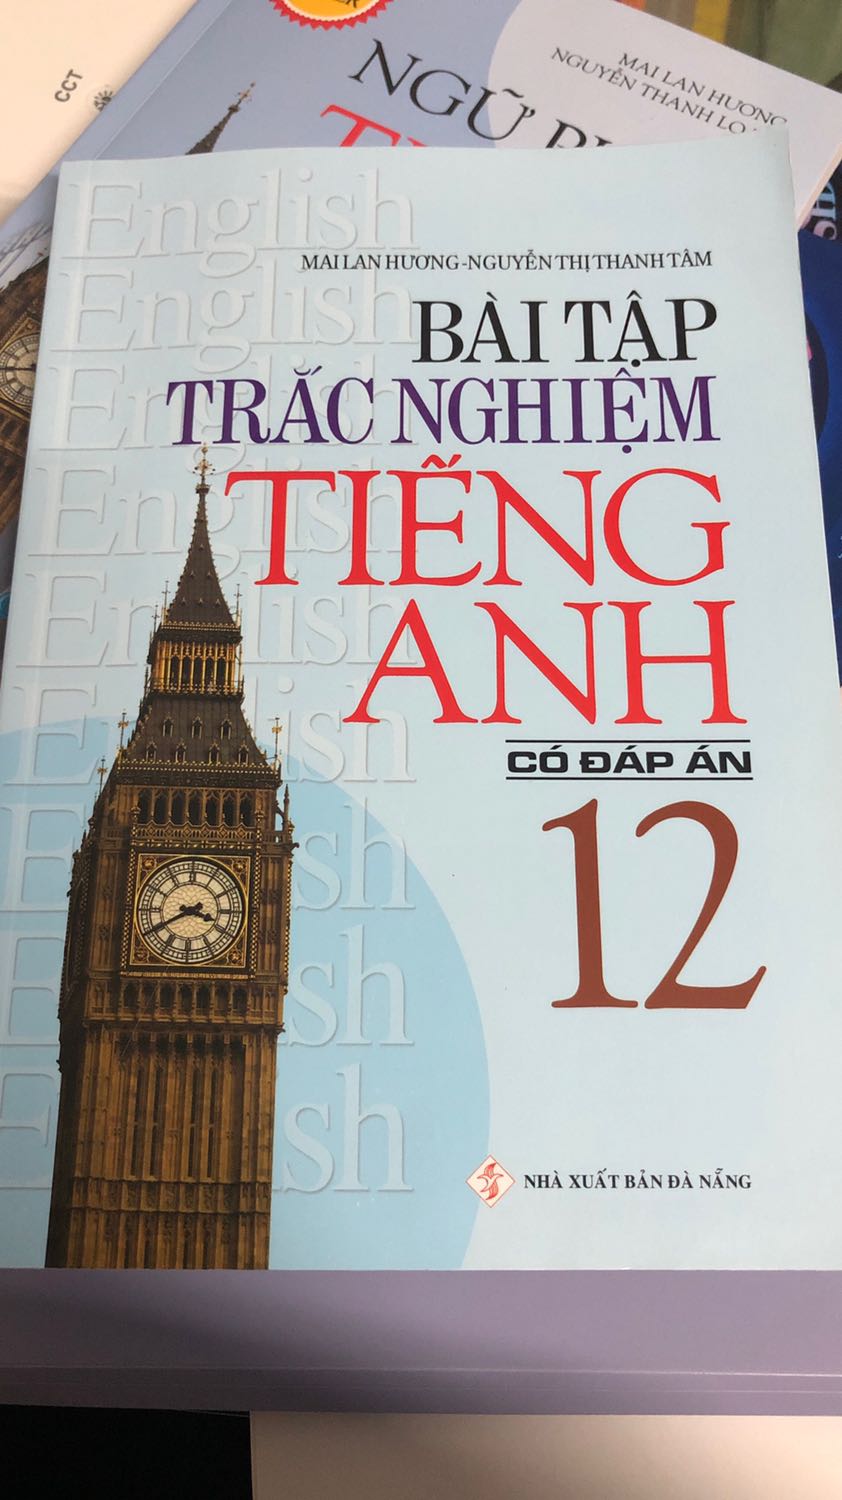 CCT
MAI LAN HƯƠNG
NGUYỄN THANH
NGỮ
MAI LAN HƯƠNG-NGUYỄN THỊ THANH TÂM
BÀI TẬP
TRẮC NGHIỆM
TIẾNG
ANH
CÓ ĐÁP ÁN
12
NHÀ XUẤT BẢN ĐÀ NẴNG
English
English
English
English
English
English
English
English
English